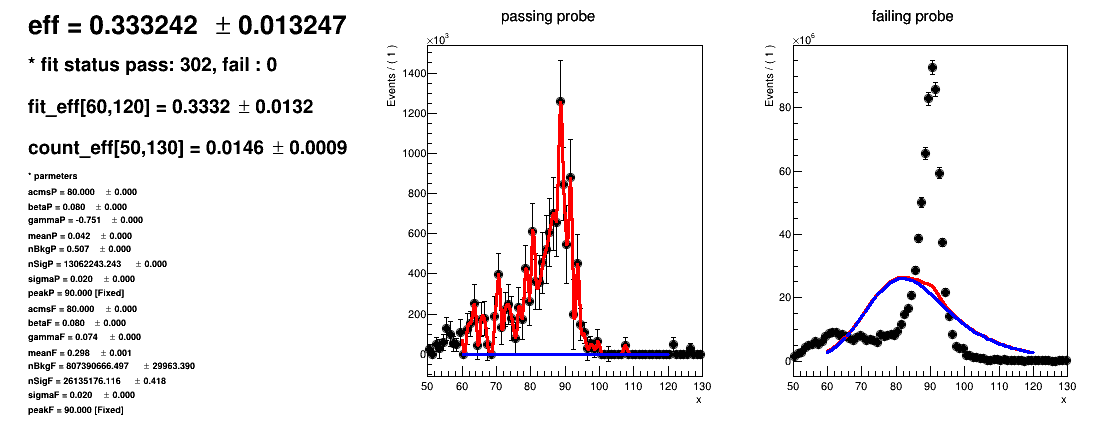 eff = 0.333242 ± 0.013247
* fit status pass: 302, fail : 0
fit_eff[60,120] = 0.3332 ± 0.0132
count_eff[50,130] = 0.0146 ± 0.0009
* parmeters
acmsP = 80.000 ± 0.000
betaP = 0.080 ± 0.000
gammaP = -0.751 ± 0.000
meanP = 0.042 ± 0.000
nBkgP = 0.507 ± 0.000
nSigP = 13062243.243 ± 0.000
sigmaP = 0.020 ± 0.000
peakP = 90.000 [Fixed]
acmsF = 80.000 ± 0.000
betaF = 0.080 ± 0.000
gammaF = 0.074 ± 0.000
meanF = 0.298 ± 0.001
nBkgF = 807390666.497 ± 29963.390
nSigF = 26135176.116 ± 0.418
sigmaF = 0.020 ± 0.000
peakF = 90.000 [Fixed]
passing probe
×10³
Events / ( 1 )
1400
1200
1000
800
600
400
200
0
50 60 70 80 90 100 110 120 130
x
failing probe
×10⁶
Events / ( 1 )
80
60
40
20
0
50 60 70 80 90 100 110 120 130
x